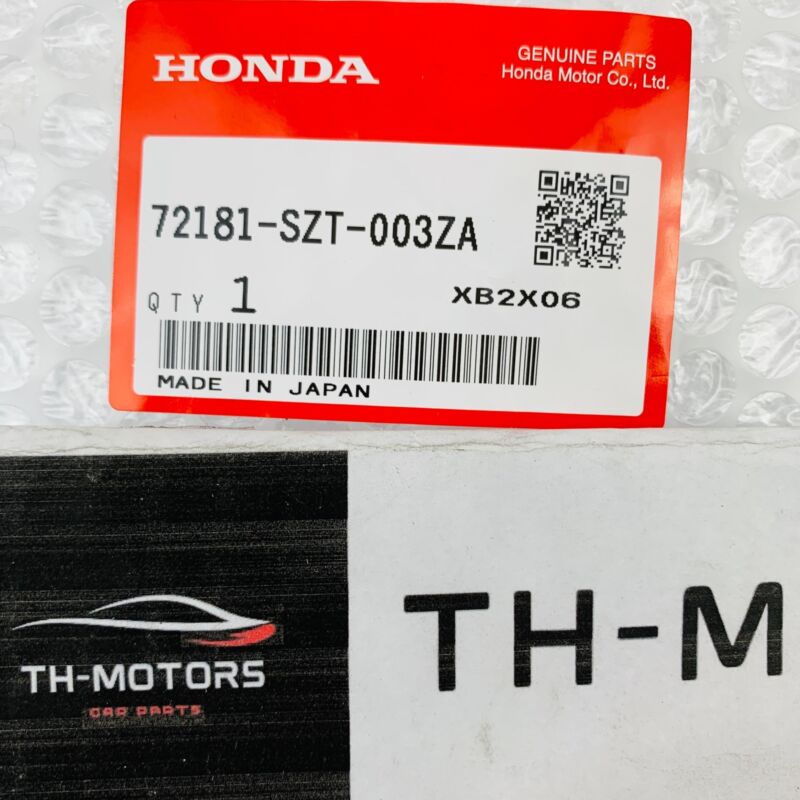 HONDA
GENUINE PARTS
Honda Motor Co., Ltd.
72181-SZT-003ZA
QTY 1
XB2X06
MADE IN JAPAN
TH-MOTORS
CAR PARTS
TH-M